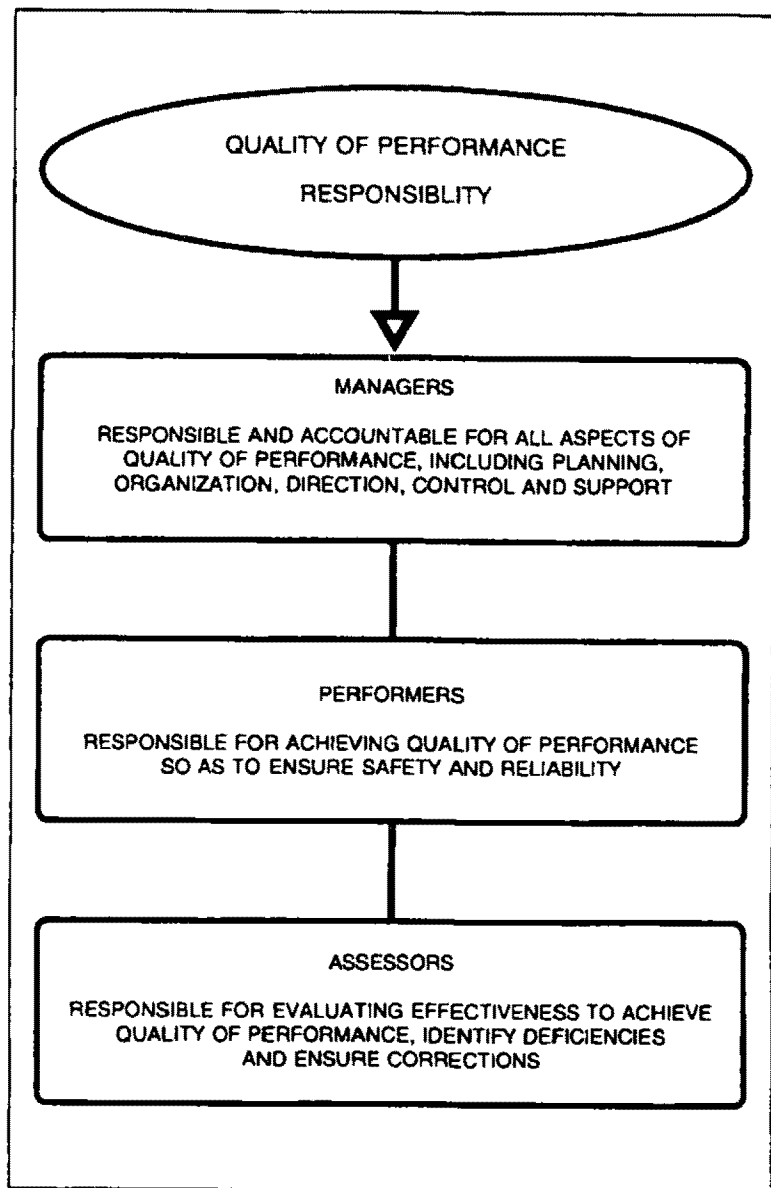 QUALITY OF PERFORMANCE
RESPONSIBLITY
MANAGERS
RESPONSIBLE AND ACCOUNTABLE FOR ALL ASPECTS OF
QUALITY OF PERFORMANCE, INCLUDING PLANNING,
ORGANIZATION, DIRECTION, CONTROL AND SUPPORT
PERFORMERS
RESPONSIBLE FOR ACHIEVING QUALITY OF PERFORMANCE
SO AS TO ENSURE SAFETY AND RELIABILITY
ASSESSORS
RESPONSIBLE FOR EVALUATING EFFECTIVENESS TO ACHIEVE
QUALITY OF PERFORMANCE, IDENTIFY DEFICIENCIES
AND ENSURE CORRECTIONS